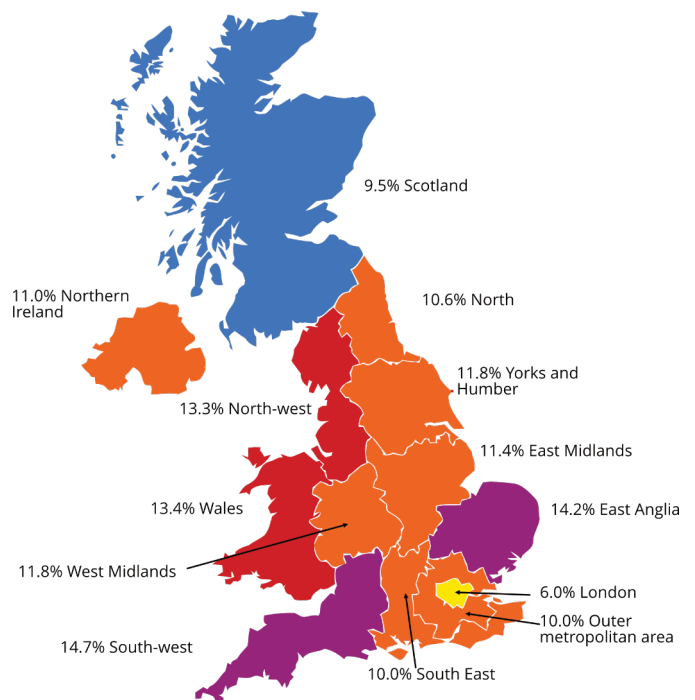 9.5% Scotland
11.0% Northern
Ireland
10.6% North
11.8% Yorks and
Humber
13.3% North-west
11.4% East Midlands
13.4% Wales
14.2% East Anglia
11.8% West Midlands
6.0% London
10.0% Outer
metropolitan area
14.7% South-west
10.0% South East